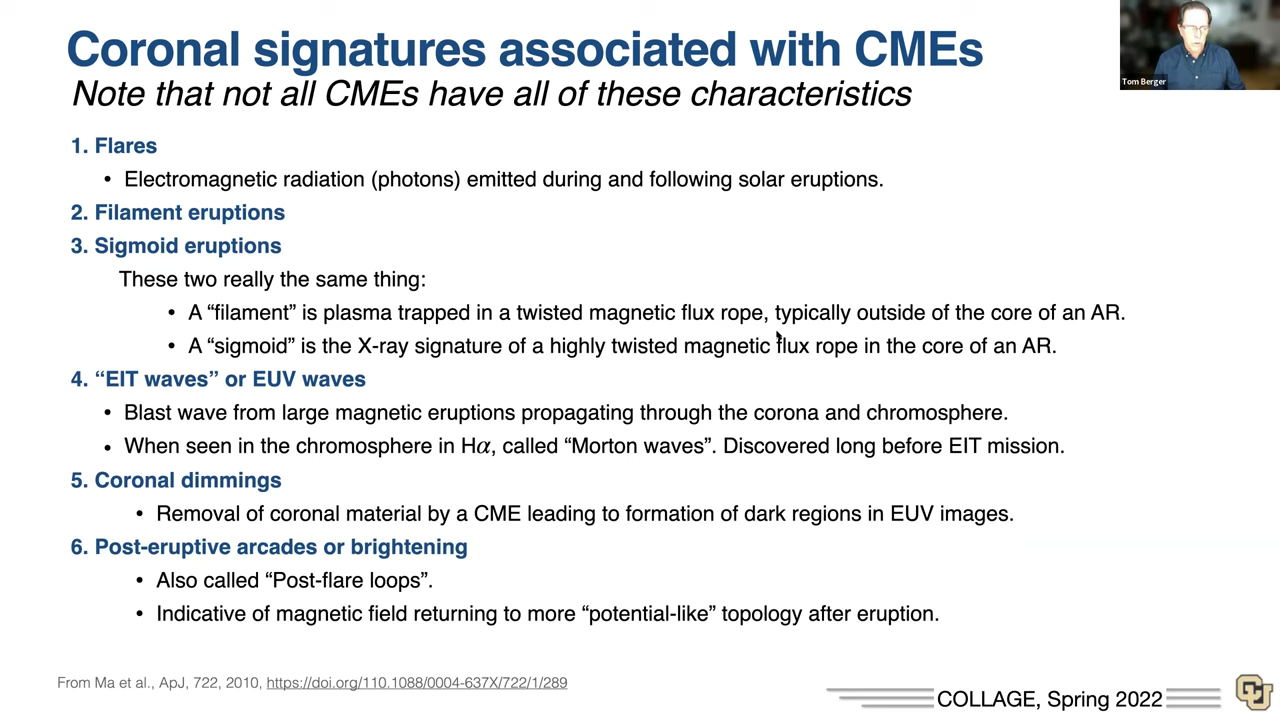 Coronal signatures associated with CMEs
Note that not all CMEs have all of these characteristics
Tom Berger
1. Flares
• Electromagnetic radiation (photons) emitted during and following solar eruptions.
2. Filament eruptions
3. Sigmoid eruptions
These two really the same thing:
• A “filament” is plasma trapped in a twisted magnetic flux rope, typically outside of the core of an AR.
• A “sigmoid” is the X-ray signature of a highly twisted magnetic flux rope in the core of an AR.
4. “EIT waves” or EUV waves
• Blast wave from large magnetic eruptions propagating through the corona and chromosphere.
• When seen in the chromosphere in Hα, called “Morton waves”. Discovered long before EIT mission.
5. Coronal dimmings
• Removal of coronal material by a CME leading to formation of dark regions in EUV images.
6. Post-eruptive arcades or brightening
• Also called “Post-flare loops”.
• Indicative of magnetic field returning to more “potential-like” topology after eruption.
From Ma et al., ApJ, 722, 2010, https://doi.org/110.1088/0004-637X/722/1/289
COLLAGE, Spring 2022
CU